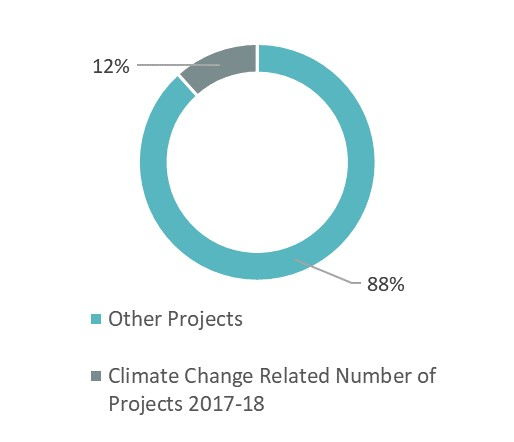 12%
88%
Other Projects
Climate Change Related Number of
Projects 2017-18